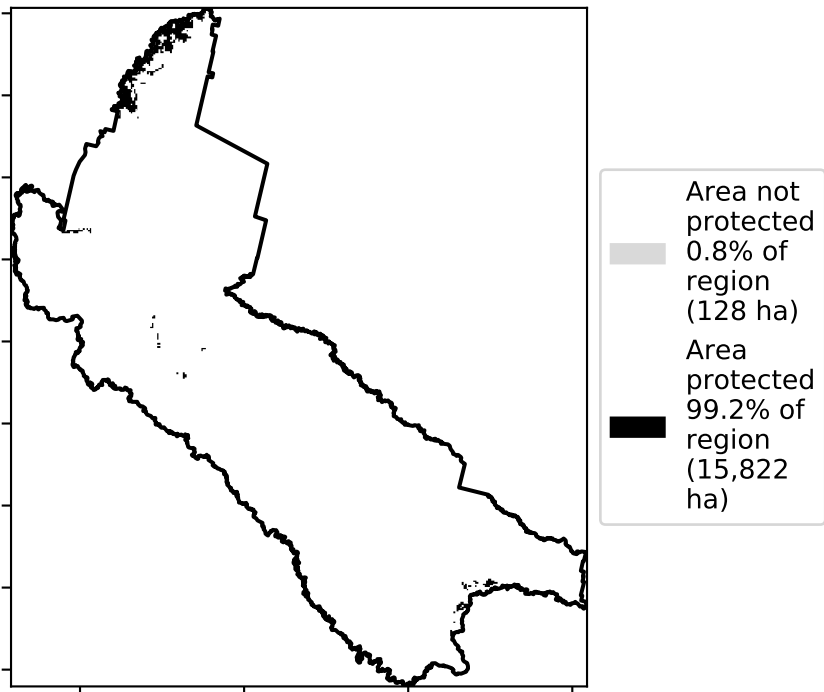 Area not
protected
0.8% of
region
(128 ha)
Area
protected
99.2% of
region
(15,822
ha)